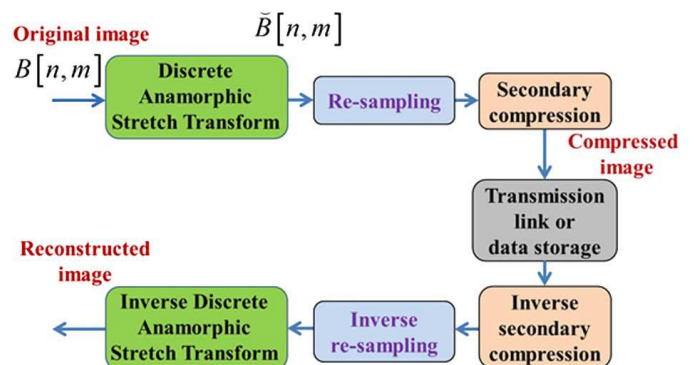 Original image
B̆[n,m]
B[n,m]
Discrete
Anamorphic
Stretch Transform
Re-sampling
Secondary
compression
Compressed
image
Transmission
link or
data storage
Reconstructed
image
Inverse Discrete
Anamorphic
Stretch Transform
Inverse
re-sampling
Inverse
secondary
compression